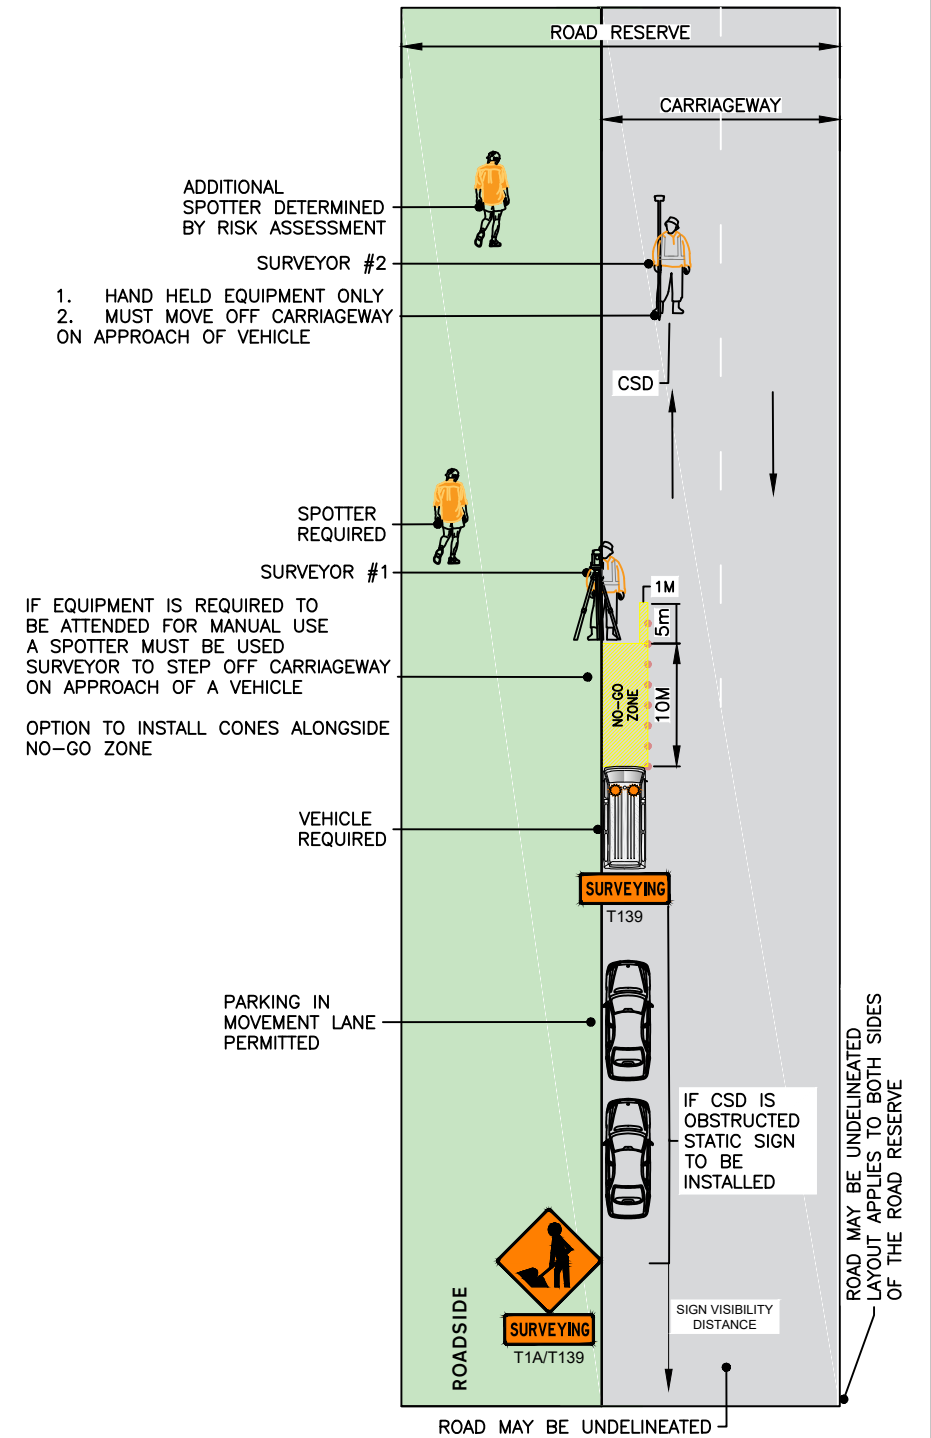 ROAD RESERVE
CARRIAGEWAY
ADDITIONAL
SPOTTER DETERMINED
BY RISK ASSESSMENT
SURVEYOR #2
1. HAND HELD EQUIPMENT ONLY
2. MUST MOVE OFF CARRIAGEWAY
ON APPROACH OF VEHICLE
CSD
SPOTTER
REQUIRED
SURVEYOR #1
1M
5m
IF EQUIPMENT IS REQUIRED TO
BE ATTENDED FOR MANUAL USE
A SPOTTER MUST BE USED
SURVEYOR TO STEP OFF CARRIAGEWAY
ON APPROACH OF A VEHICLE
OPTION TO INSTALL CONES ALONGSIDE
NO-GO ZONE
NO-GO
ZONE
10M
VEHICLE
REQUIRED
SURVEYING
T139
PARKING IN
MOVEMENT LANE
PERMITTED
IF CSD IS
OBSTRUCTED
STATIC SIGN
TO BE
INSTALLED
ROAD MAY BE UNDELINEATED
LAYOUT APPLIES TO BOTH SIDES
OF THE ROAD RESERVE
ROADSIDE
SURVEYING
T1A/T139
SIGN VISIBILITY
DISTANCE
ROAD MAY BE UNDELINEATED